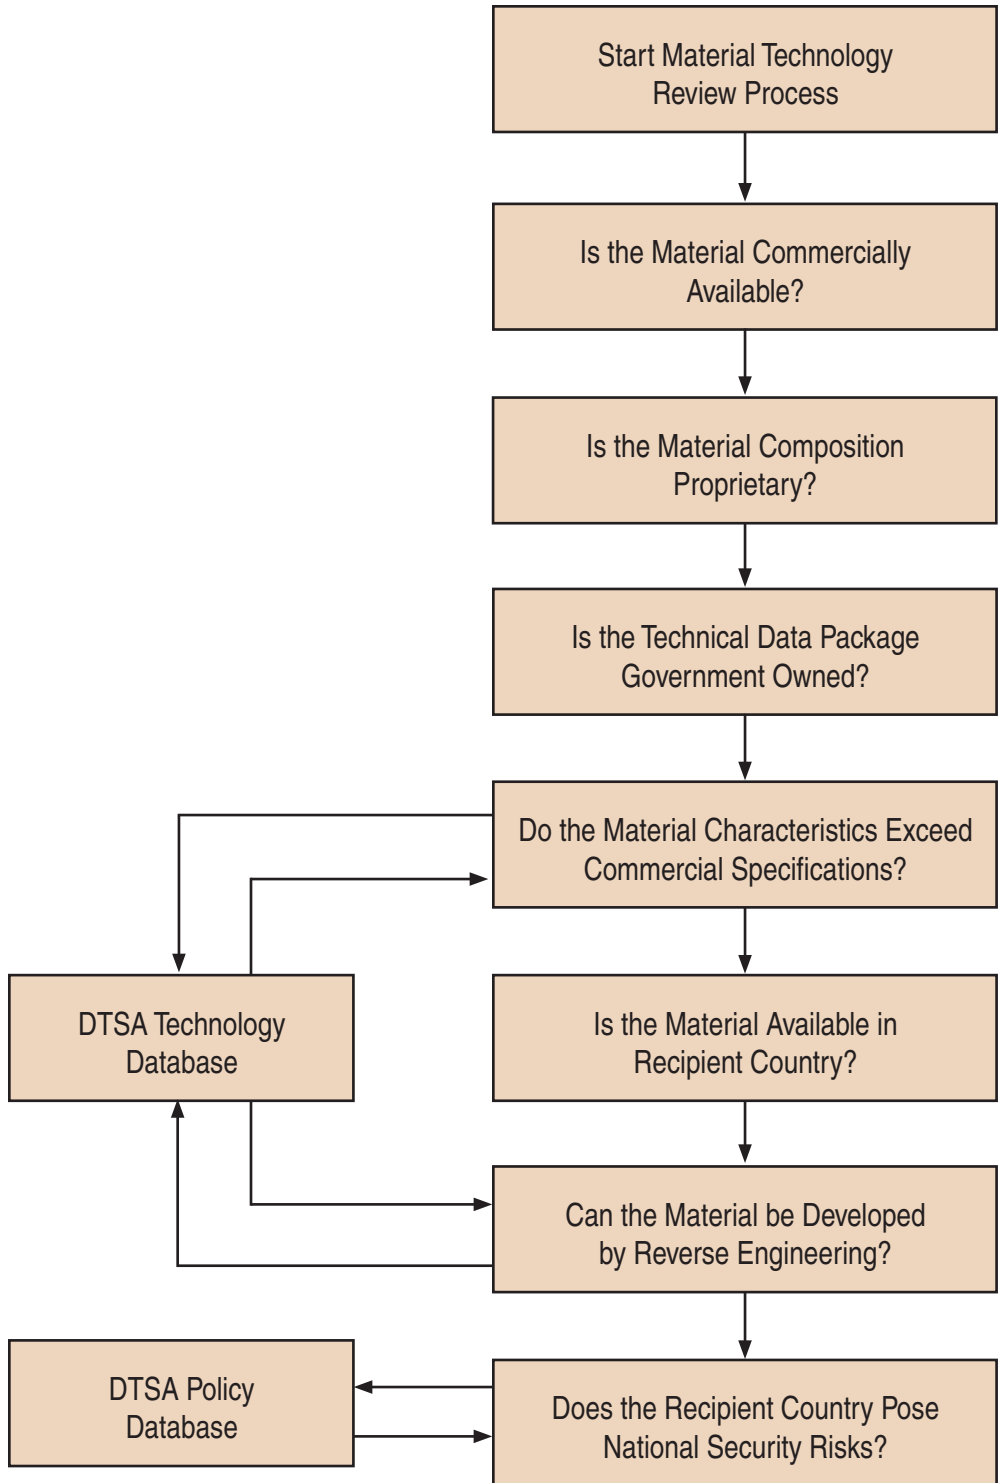 Start Material Technology
Review Process
Is the Material Commercially
Available?
Is the Material Composition
Proprietary?
Is the Technical Data Package
Government Owned?
Do the Material Characteristics Exceed
Commercial Specifications?
DTSA Technology
Database
Is the Material Available in
Recipient Country?
Can the Material be Developed
by Reverse Engineering?
DTSA Policy
Database
Does the Recipient Country Pose
National Security Risks?